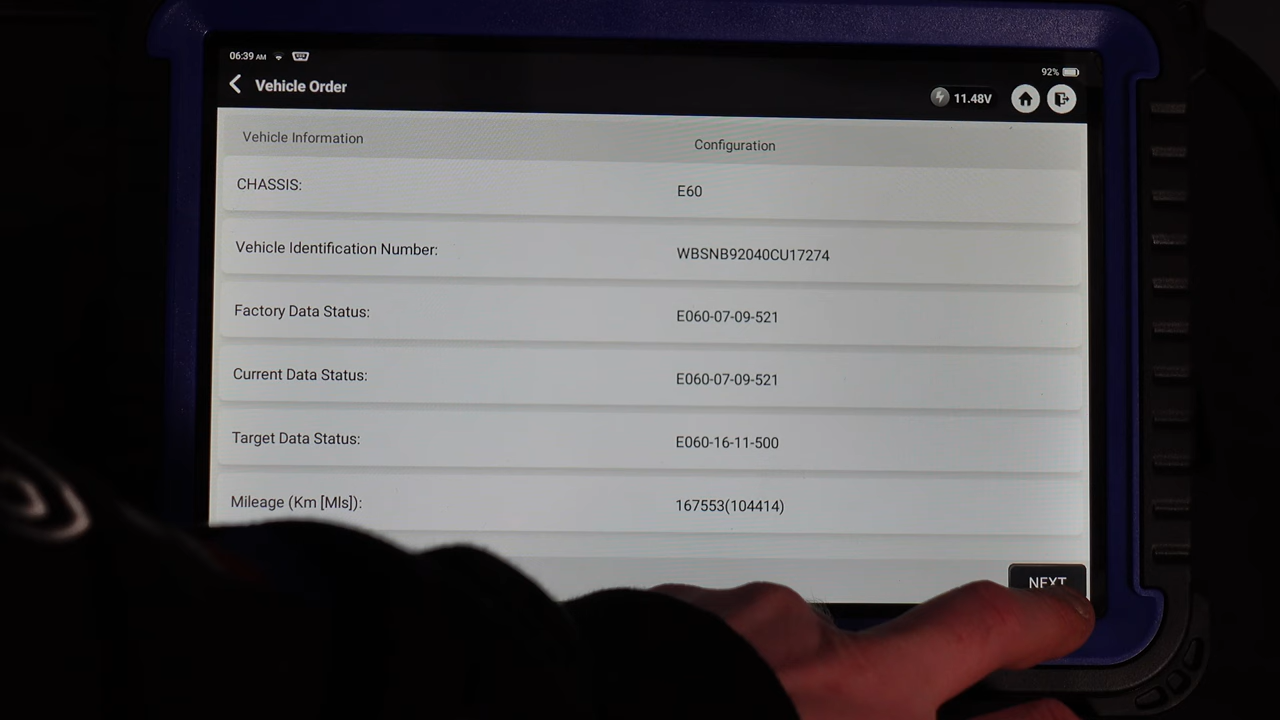 06:39 AM
92%
Vehicle Order
11.48V
Vehicle Information Configuration
CHASSIS: E60
Vehicle Identification Number: WBSNB92040CU17274
Factory Data Status: E060-07-09-521
Current Data Status: E060-07-09-521
Target Data Status: E060-16-11-500
Mileage (Km [Mls]): 167553(104414)
NEXT